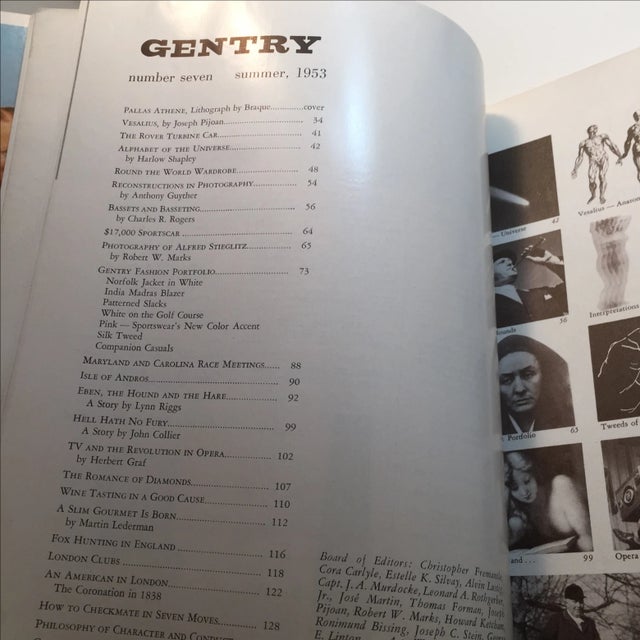 GENTRY
number seven summer, 1953
PALLAS ATHENE, Lithograph by Braque............cover
VESALIUS, by Joseph Pijoan............ 34
THE ROVER TURBINE CAR............ 41
ALPHABET OF THE UNIVERSE............ 42
by Harlow Shapley
ROUND THE WORLD WARDROBE............ 48
RECONSTRUCTIONS IN PHOTOGRAPHY............ 54
by Anthony Guyther
BASSETS AND BASSETING............ 56
by Charles R. Rogers
$17,000 SPORTSCAR............ 64
PHOTOGRAPHY OF ALFRED STIEGLITZ............ 65
by Robert W. Marks
GENTRY FASHION PORTFOLIO............ 73
Norfolk Jacket in White
India Madras Blazer
Patterned Slacks
White on the Golf Course
Pink — Sportswear's New Color Accent
Silk Tweed
Companion Casuals
MARYLAND AND CAROLINA RACE MEETINGS...... 88
ISLE OF ANDROS............ 90
EBEN, THE HOUND AND THE HARE............ 92
A Story by Lynn Riggs
HELL HATH NO FURY............ 99
A Story by John Collier
TV AND THE REVOLUTION IN OPERA............ 102
by Herbert Graf
THE ROMANCE OF DIAMONDS............ 107
WINE TASTING IN A GOOD CAUSE............ 110
A SLIM GOURMET IS BORN............ 112
by Martin Lederman
FOX HUNTING IN ENGLAND............ 116
LONDON CLUBS............ 118
AN AMERICAN IN LONDON............ 122
The Coronation in 1838
HOW TO CHECKMATE IN SEVEN MOVES............ 128
PHILOSOPHY OF CHARACTER AND
Board of Editors: Christopher
Cora Carlyle, Estelle K. Silvay, Alvin
Capt. J. A. Murdocke, Leonard A.
Jr., José Martin, Thomas Forman, Joseph
Pijoan, Robert W. Marks, Howard
Ronimund Bissing, Joseph C. Stein,
E. Linton
Vesalius —
— Universe 42
56
Interpretations
Portfolio 65
Tweeds of
and . . . 99
Opera